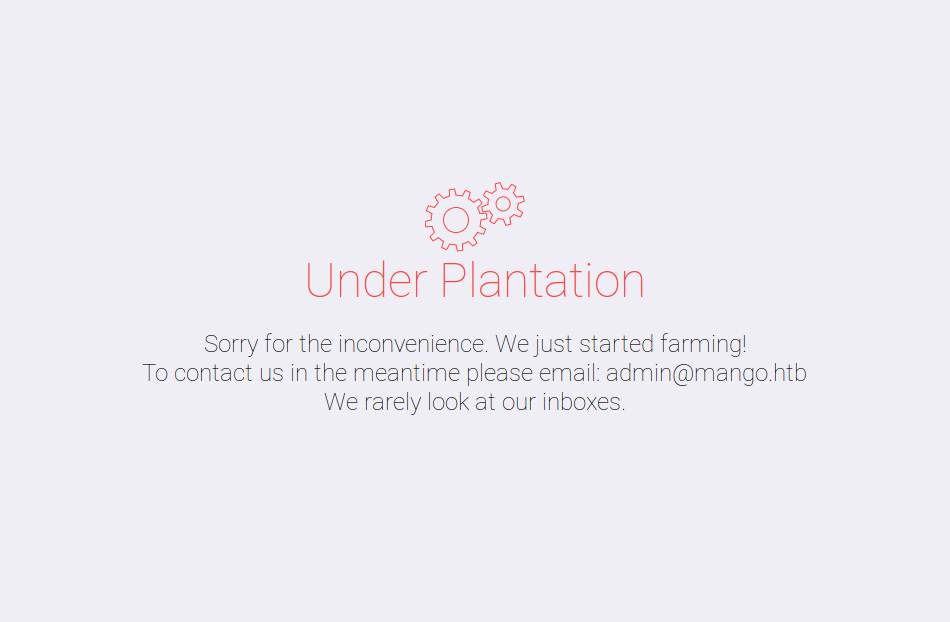 Under Plantation
Sorry for the inconvenience. We just started farming!
To contact us in the meantime please email: admin@mango.htb
We rarely look at our inboxes.